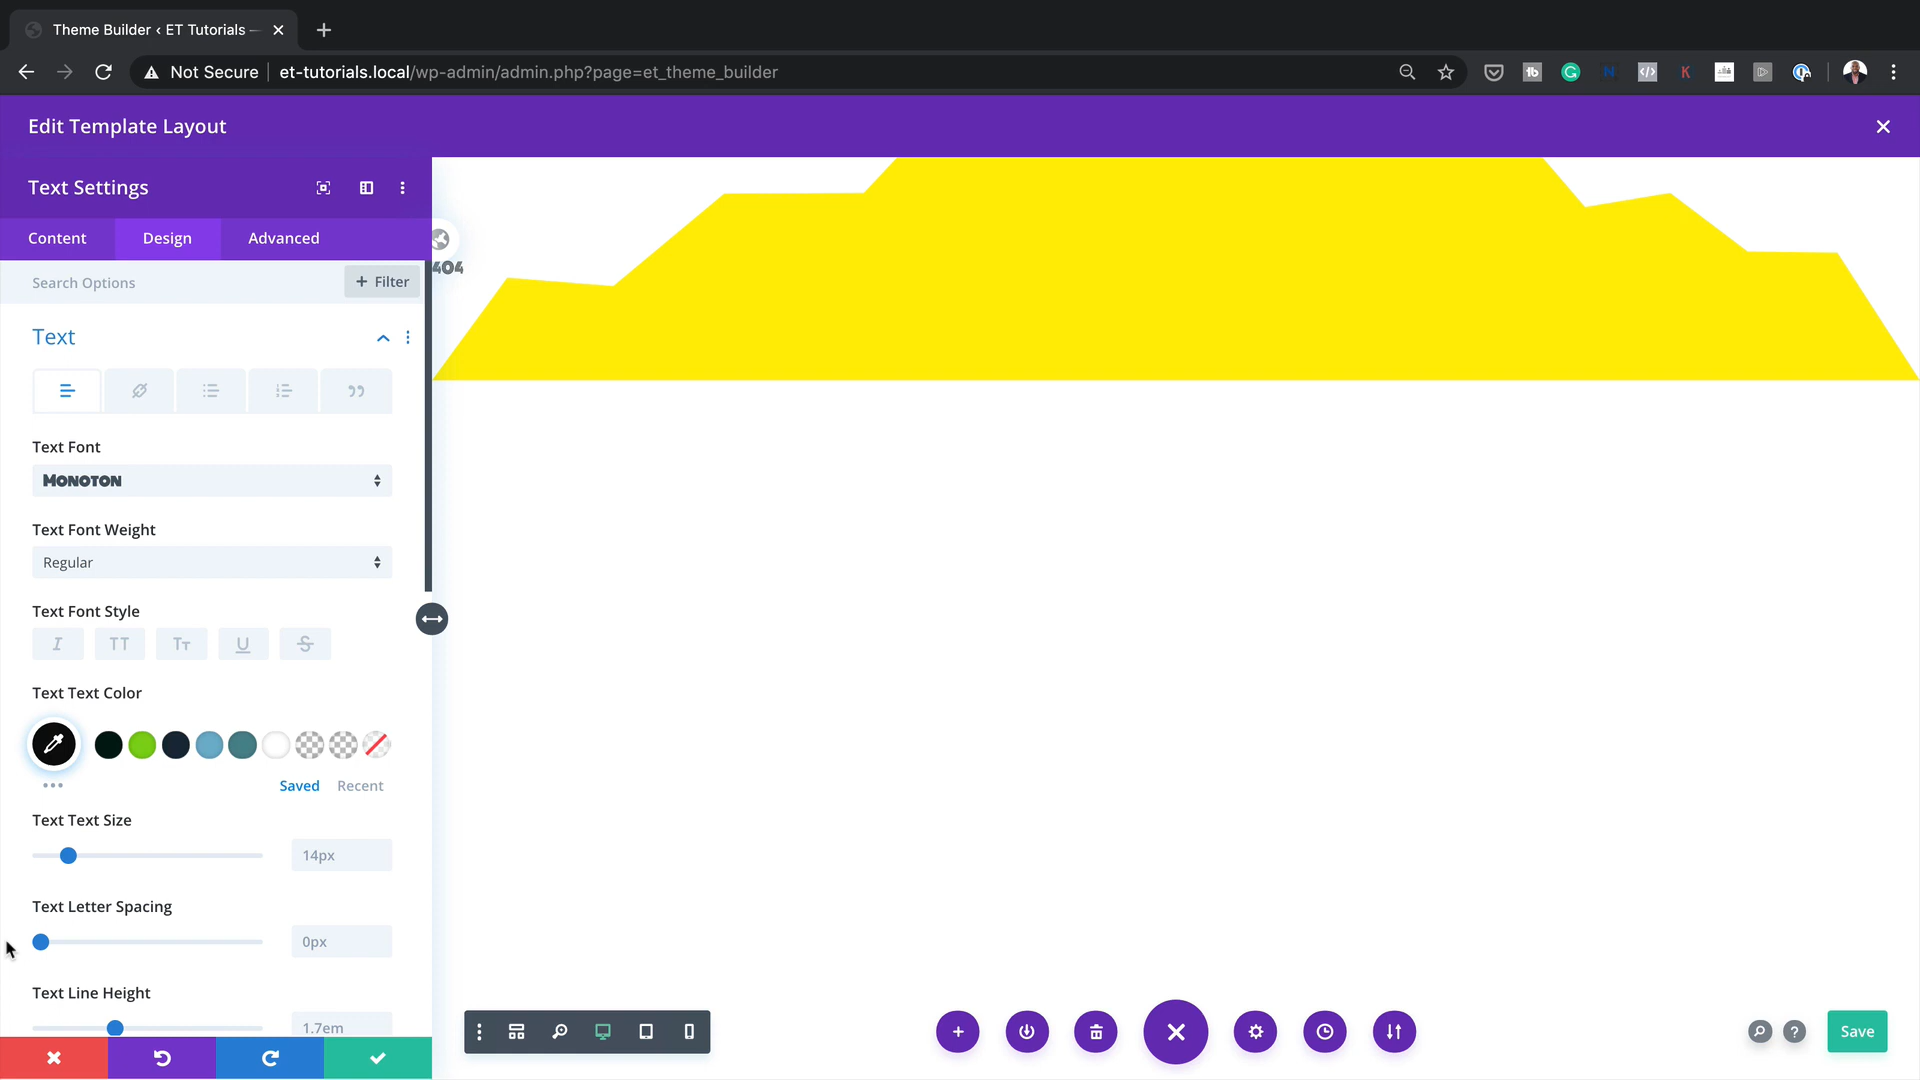 Theme Builder ‹ ET Tutorials —
Not Secure
et-tutorials.local/wp-admin/admin.php?page=et_theme_builder
Edit Template Layout
Text Settings
Content
Design
Advanced
404
Search Options
+ Filter
Text
Text Font
Monoton
Text Font Weight
Regular
Text Font Style
I TT Tт U S
Text Text Color
Saved
Recent
Text Text Size
14px
Text Letter Spacing
0px
Text Line Height
1.7em
?
Save